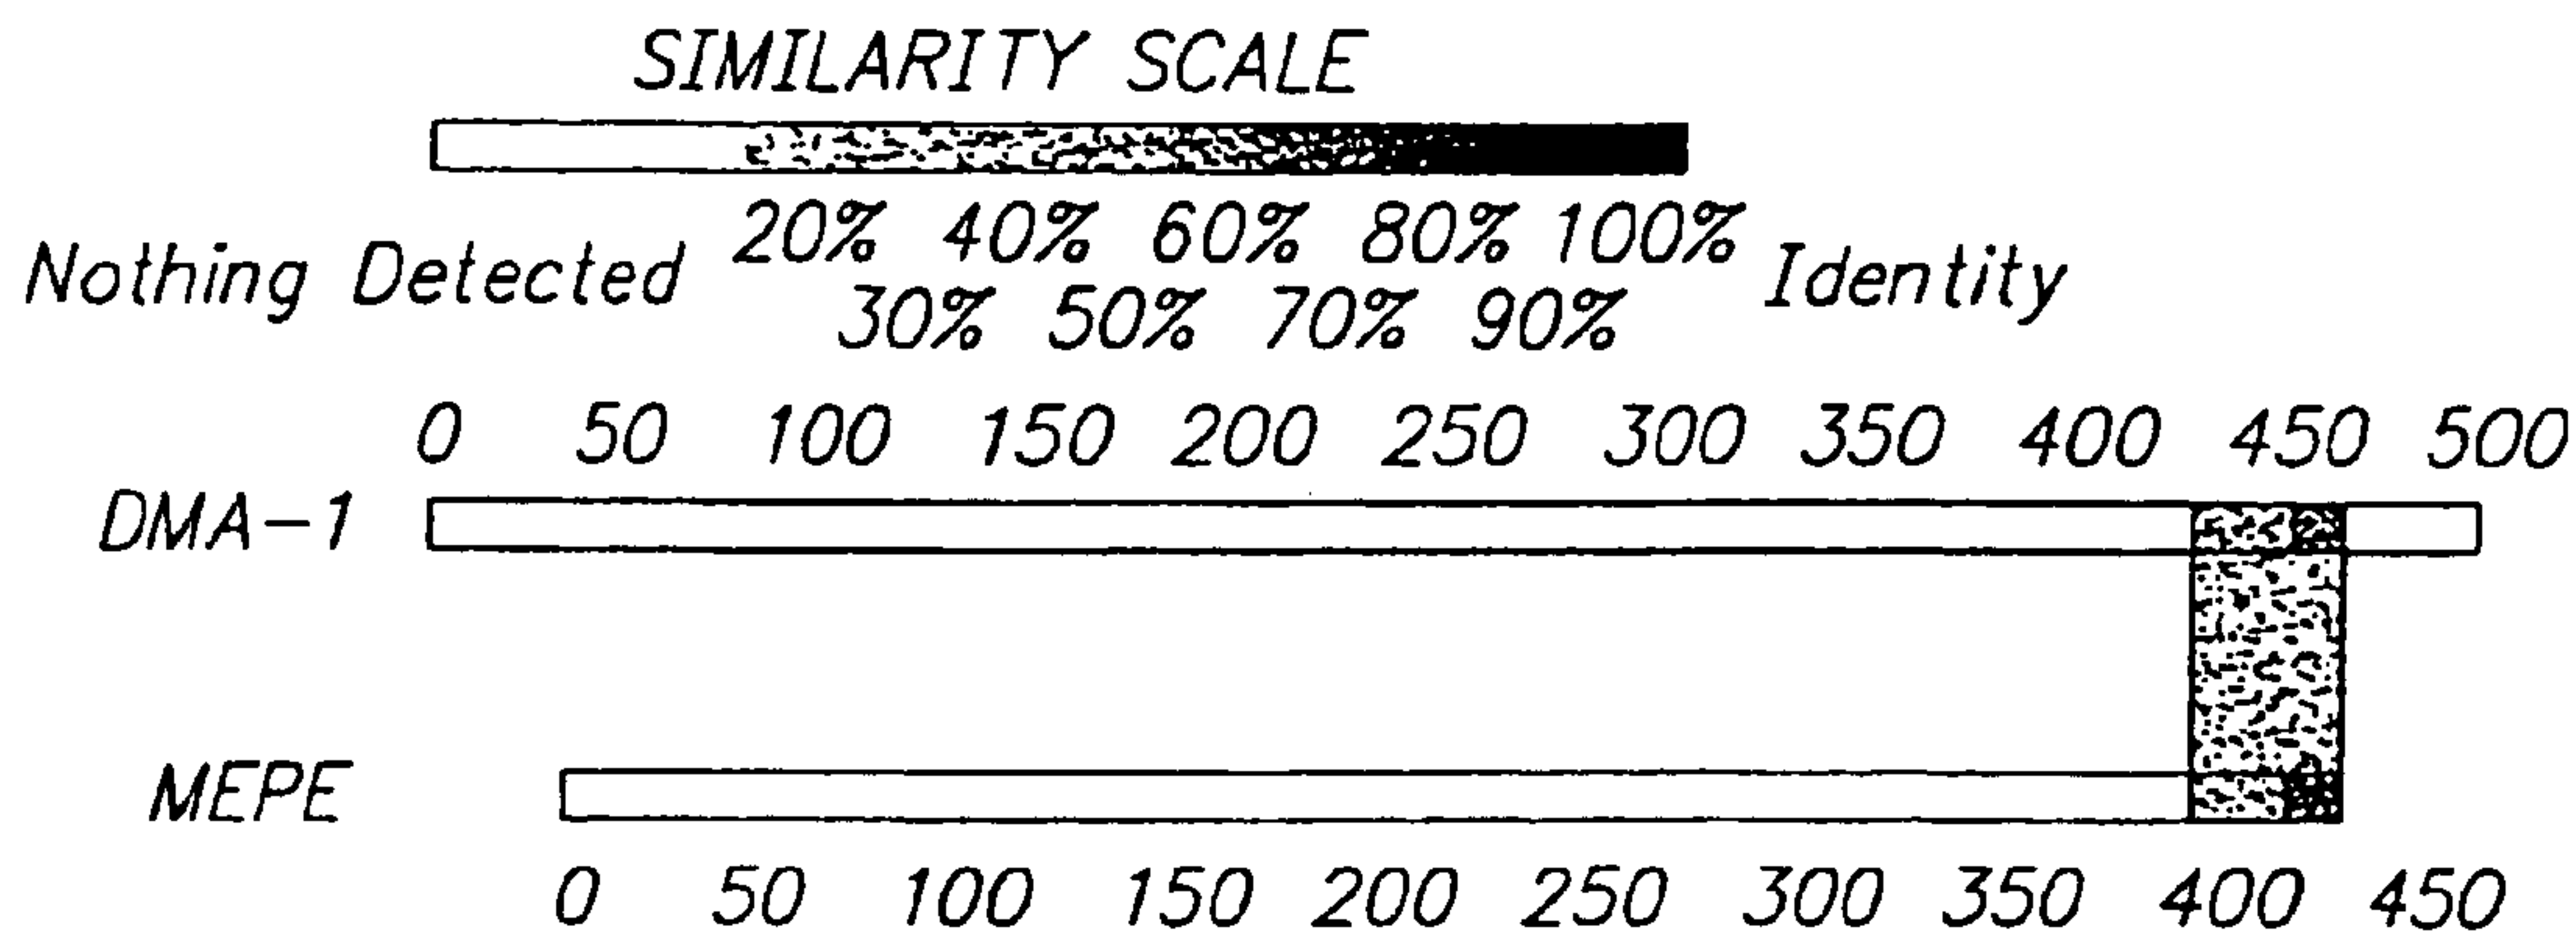 SIMILARITY SCALE
20% 40% 60% 80% 100%
Nothing Detected Identity
30% 50% 70% 90%
0 50 100 150 200 250 300 350 400 450 500
DMA-1
MEPE
0 50 100 150 200 250 300 350 400 450